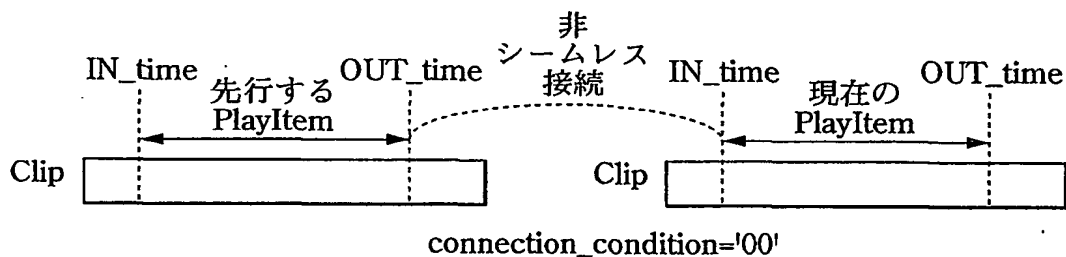 非
シームレス
接続
IN_time
OUT_time
IN_time
OUT_time
先行する
PlayItem
現在の
PlayItem
Clip
Clip
connection_condition='00'